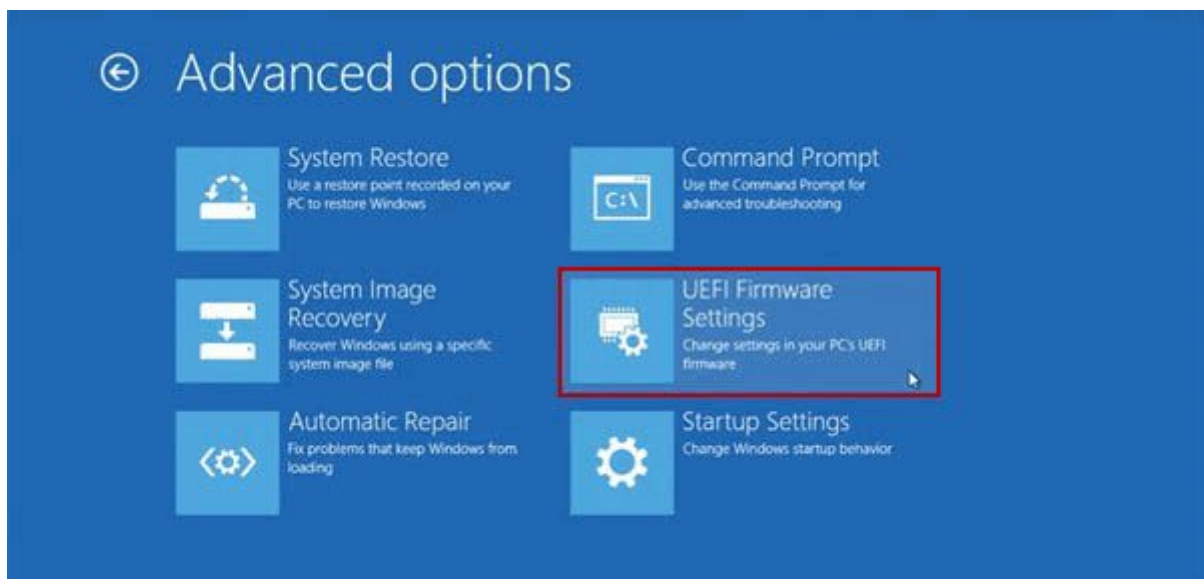 Advanced options
System Restore
Use a restore point recorded on your
PC to restore Windows
Command Prompt
Use the Command Prompt for
advanced troubleshooting
C:\
System Image
Recovery
Recover Windows using a specific
system image file
UEFI Firmware
Settings
Change settings in your PC's UEFI
firmware
Automatic Repair
Fix problems that keep Windows from
loading
Startup Settings
Change Windows startup behavior